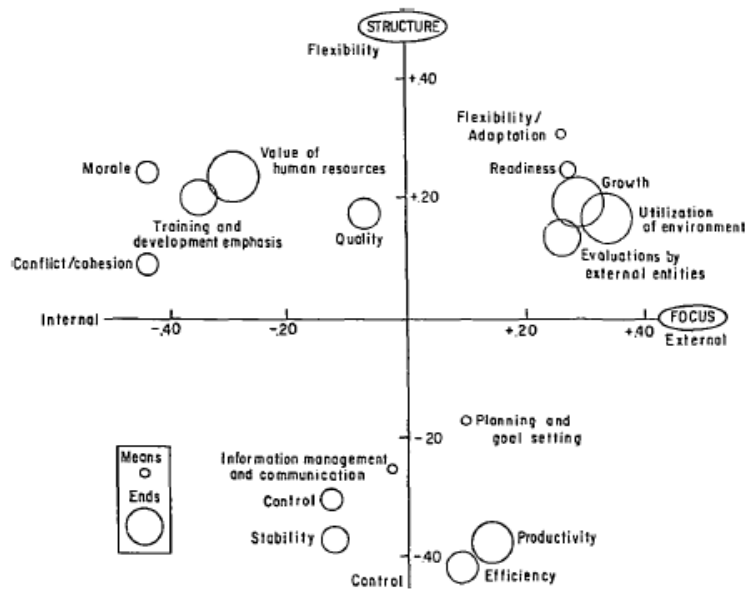 STRUCTURE
Flexibility
+.40
Flexibility/
Adaptation
Morale
Value of
human resources
Readiness
Growth
+.20
Training and
development emphasis
Quality
Utilization
of environment
Conflict/cohesion
Evaluations by
external entities
Internal
-.40
-.20
+.20
+.40
FOCUS
External
Means
Ends
Planning and
goal setting
-20
Information management
and communication
Control
Stability
Productivity
-.40
Efficiency
Control